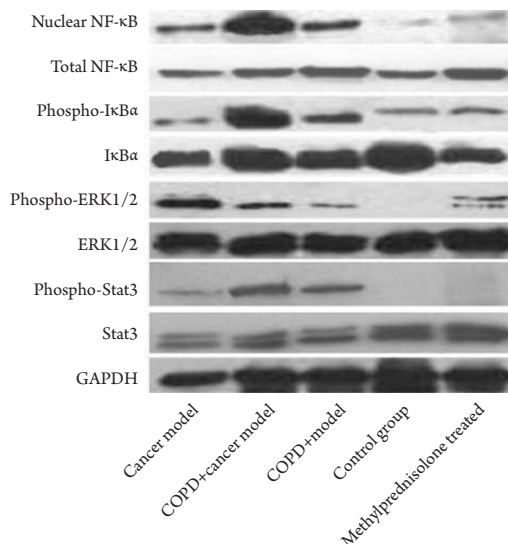 Nuclear NF-κB
Total NF-κB
Phospho-IκBα
IκBα
Phospho-ERK1/2
ERK1/2
Phospho-Stat3
Stat3
GAPDH
Cancer model
COPD+cancer model
COPD+model
Control group
Methylprednisolone treated